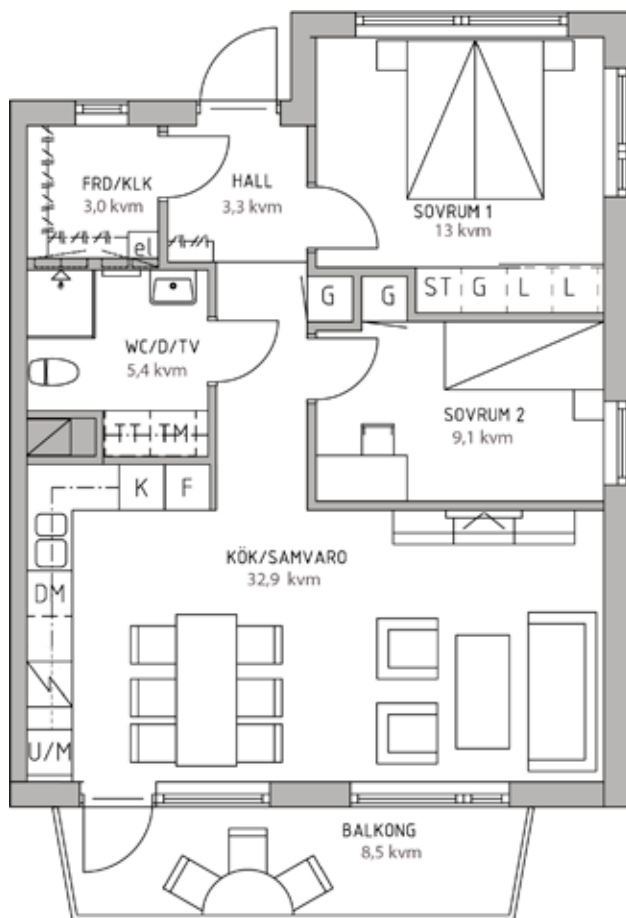 FRD/KLK
3,0 kvm
HALL
3,3 kvm
SOVRUM 1
13 kvm
el
G
G
ST G L L
WC/D/TV
5,4 kvm
TT TM
SOVRUM 2
9,1 kvm
K F
KÖK/SAMVARO
32,9 kvm
DM
U/M
BALKONG
8,5 kvm